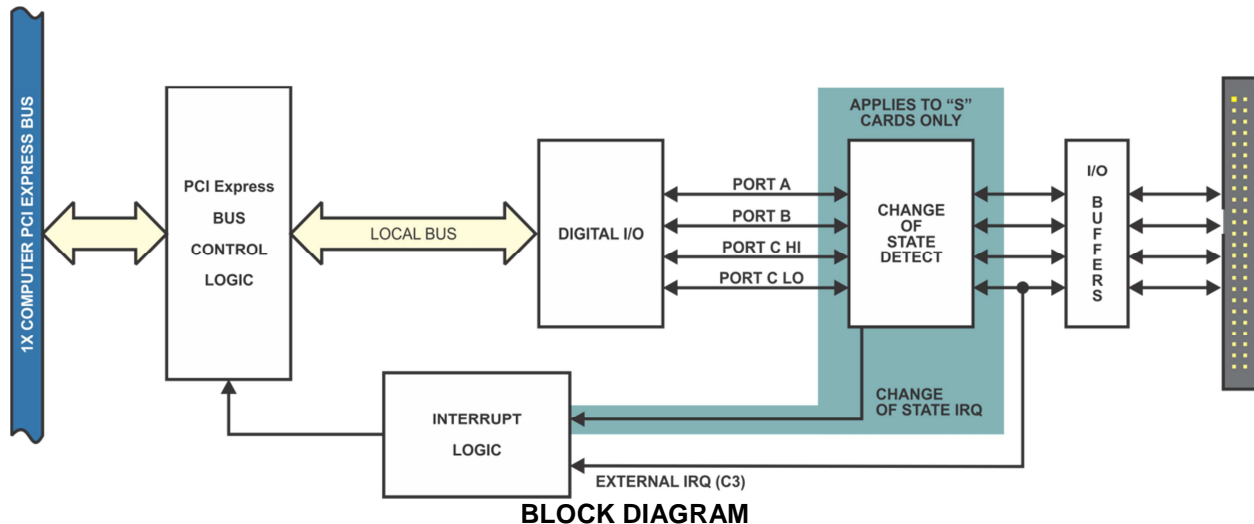 1X COMPUTER PCI EXPRESS BUS
PCI Express
BUS
CONTROL
LOGIC
LOCAL BUS
DIGITAL I/O
PORT A
PORT B
PORT C HI
PORT C LO
APPLIES TO “S”
CARDS ONLY
CHANGE
OF
STATE
DETECT
I/O
B
U
F
F
E
R
S
CHANGE
OF STATE IRQ
INTERRUPT
LOGIC
EXTERNAL IRQ (C3)
BLOCK DIAGRAM